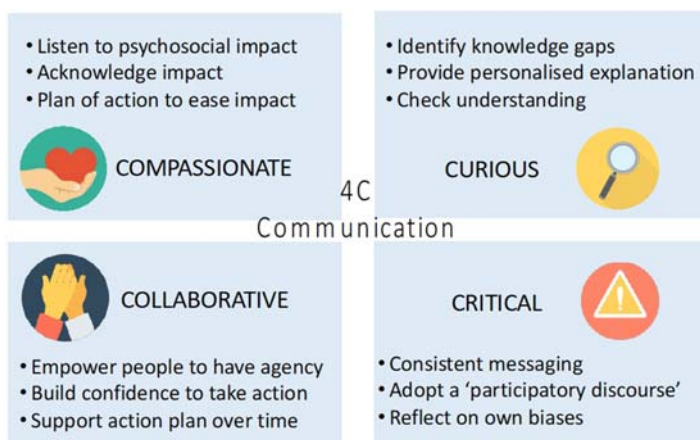 • Listen to psychosocial impact
• Acknowledge impact
• Plan of action to ease impact
COMPASSIONATE
• Identify knowledge gaps
• Provide personalised explanation
• Check understanding
CURIOUS
4C
Communication
COLLABORATIVE
• Empower people to have agency
• Build confidence to take action
• Support action plan over time
CRITICAL
• Consistent messaging
• Adopt a ‘participatory discourse’
• Reflect on own biases